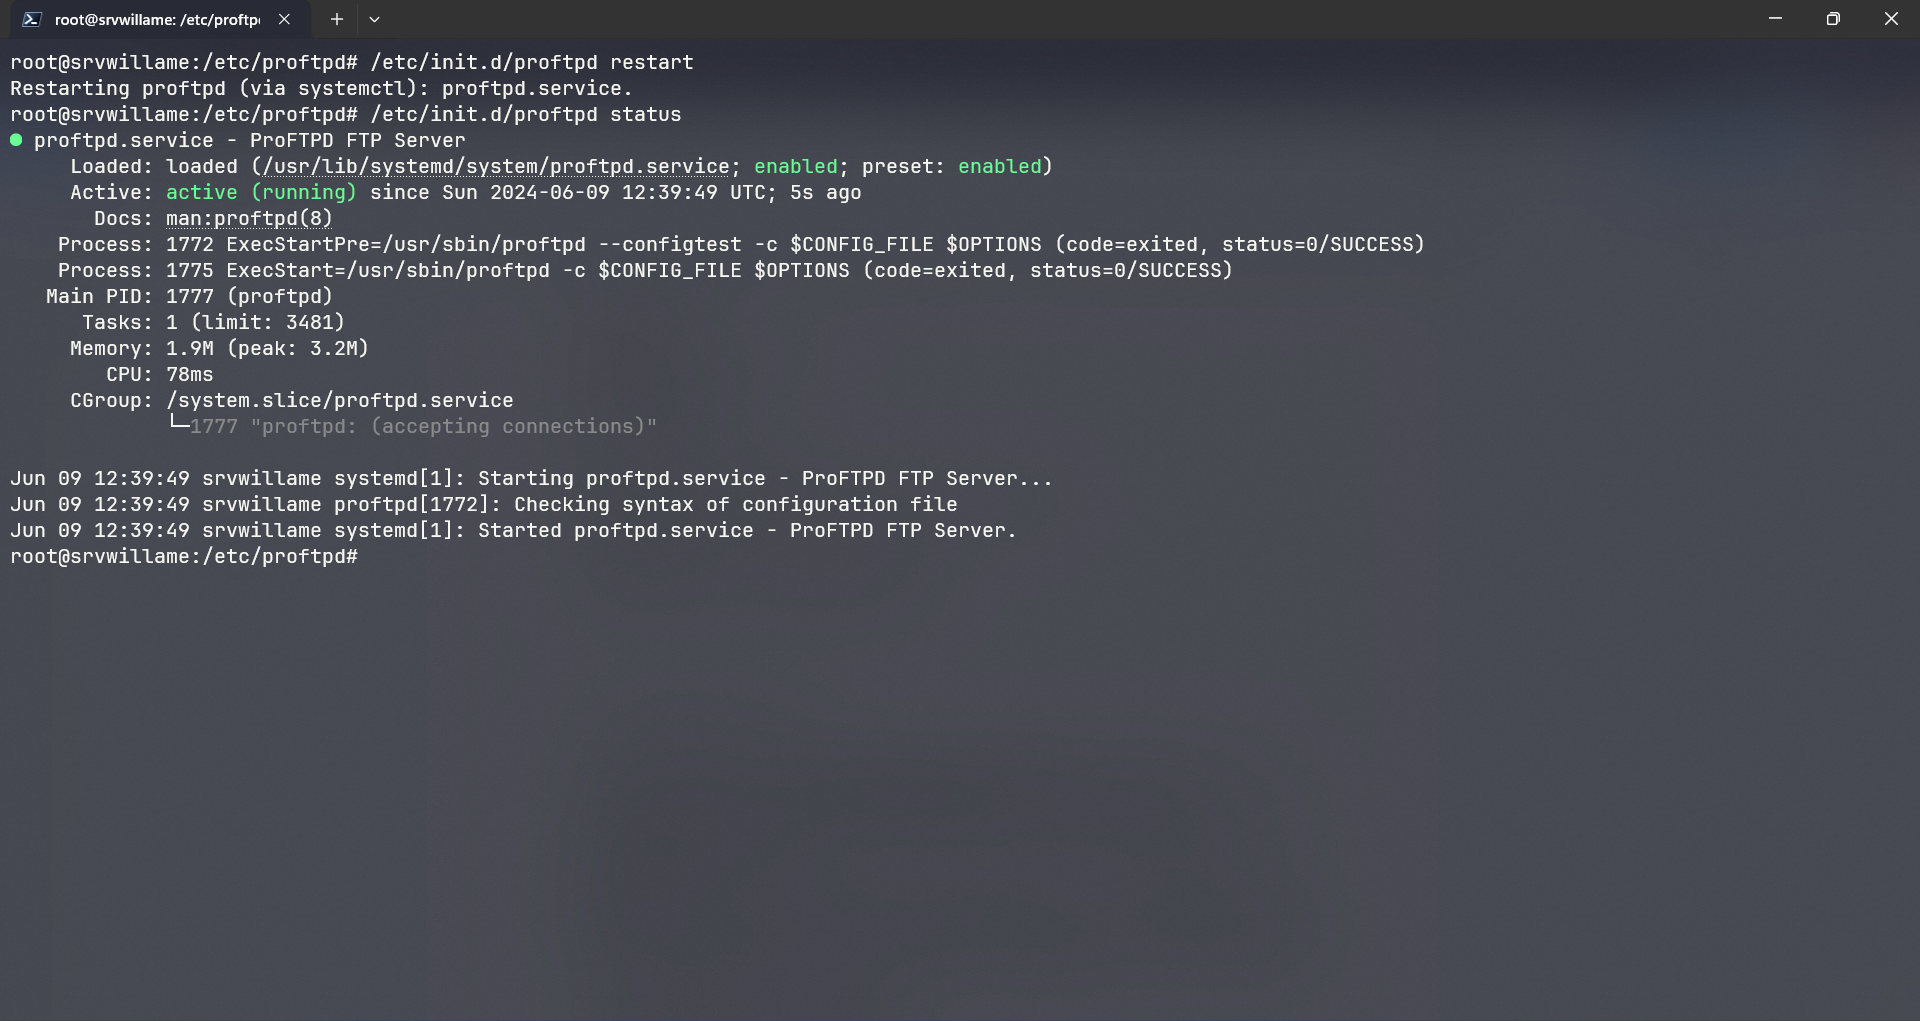 root@srvwillame: /etc/proftp
root@srvwillame:/etc/proftpd# /etc/init.d/proftpd restart
Restarting proftpd (via systemctl): proftpd.service.
root@srvwillame:/etc/proftpd# /etc/init.d/proftpd status
● proftpd.service - ProFTPD FTP Server
Loaded: loaded (/usr/lib/systemd/system/proftpd.service; enabled; preset: enabled)
Active: active (running) since Sun 2024-06-09 12:39:49 UTC; 5s ago
Docs: man:proftpd(8)
Process: 1772 ExecStartPre=/usr/sbin/proftpd --configtest -c $CONFIG_FILE $OPTIONS (code=exited, status=0/SUCCESS)
Process: 1775 ExecStart=/usr/sbin/proftpd -c $CONFIG_FILE $OPTIONS (code=exited, status=0/SUCCESS)
Main PID: 1777 (proftpd)
Tasks: 1 (limit: 3481)
Memory: 1.9M (peak: 3.2M)
CPU: 78ms
CGroup: /system.slice/proftpd.service
└─1777 "proftpd: (accepting connections)"
Jun 09 12:39:49 srvwillame systemd[1]: Starting proftpd.service - ProFTPD FTP Server...
Jun 09 12:39:49 srvwillame proftpd[1772]: Checking syntax of configuration file
Jun 09 12:39:49 srvwillame systemd[1]: Started proftpd.service - ProFTPD FTP Server.
root@srvwillame:/etc/proftpd#